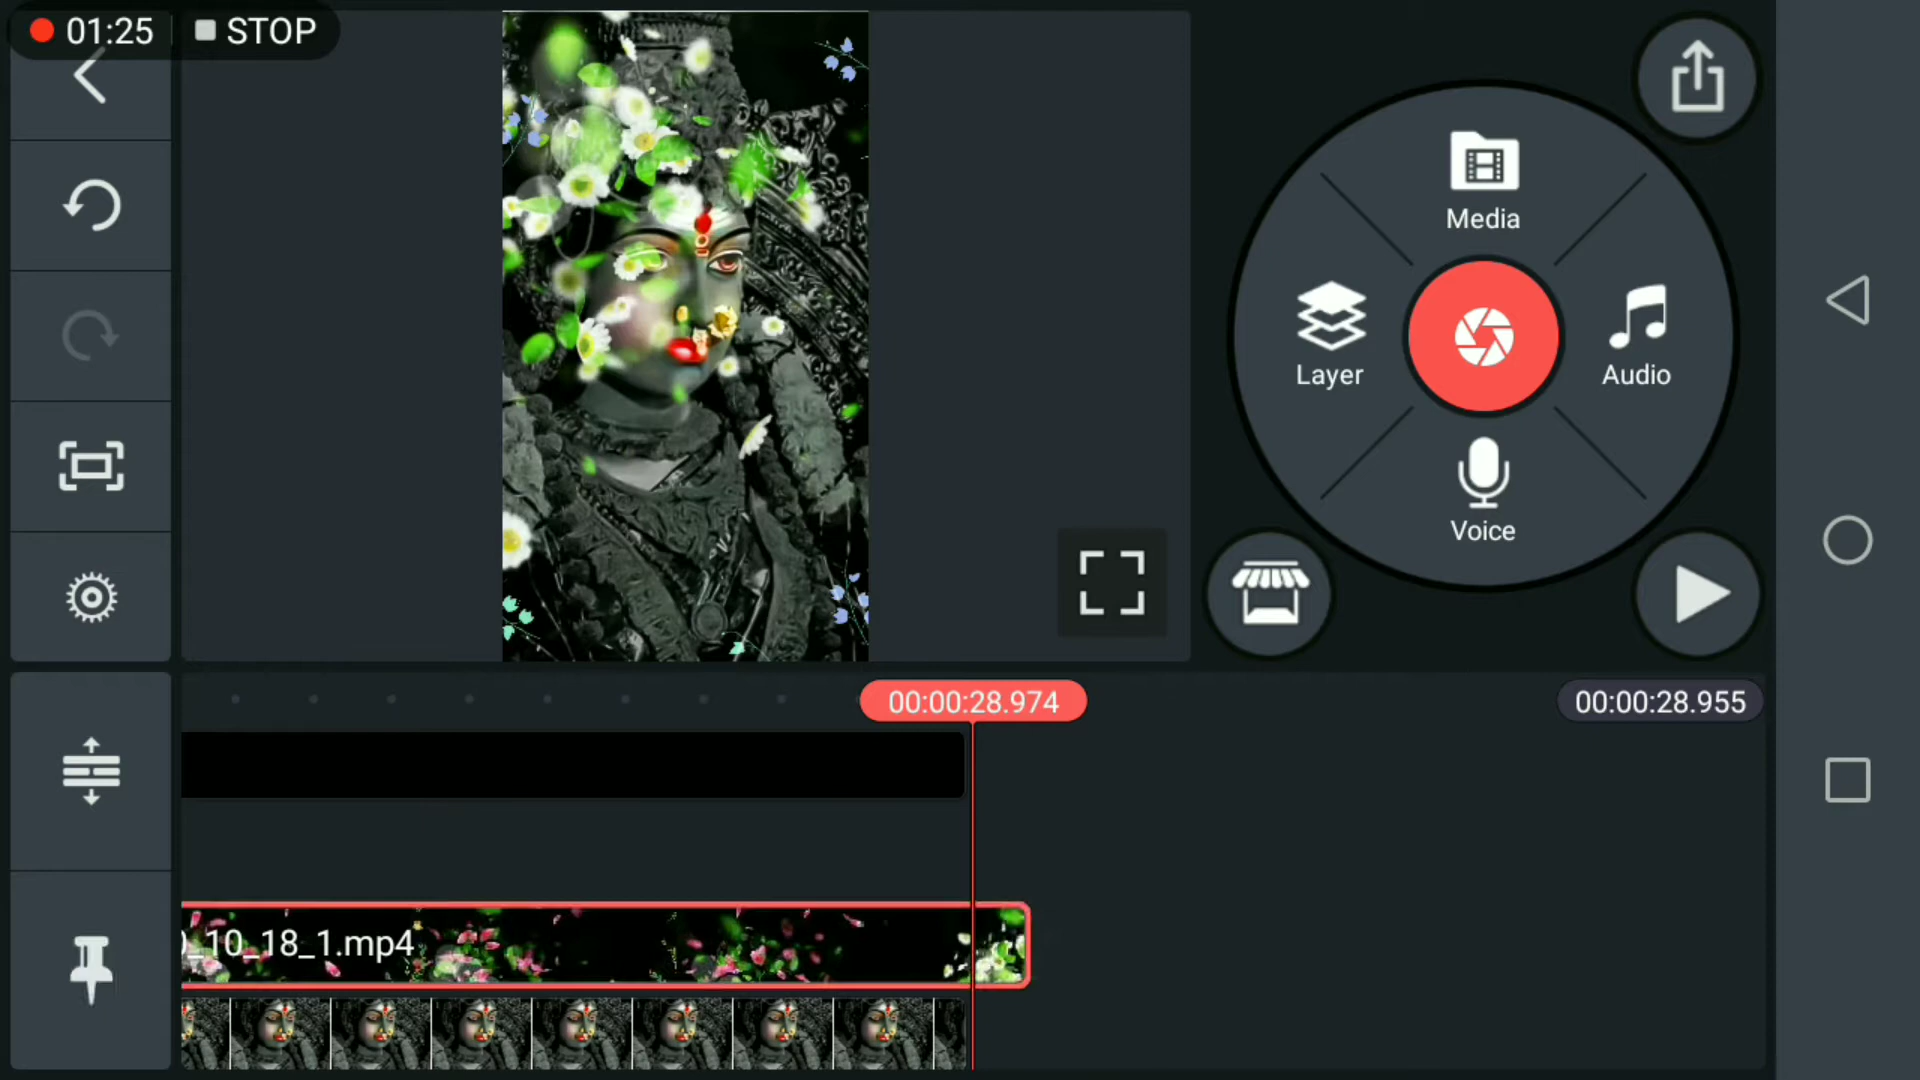 01:25
STOP
Media
Layer
Audio
Voice
00:00:28.974
00:00:28.955
_10_18_1.mp4